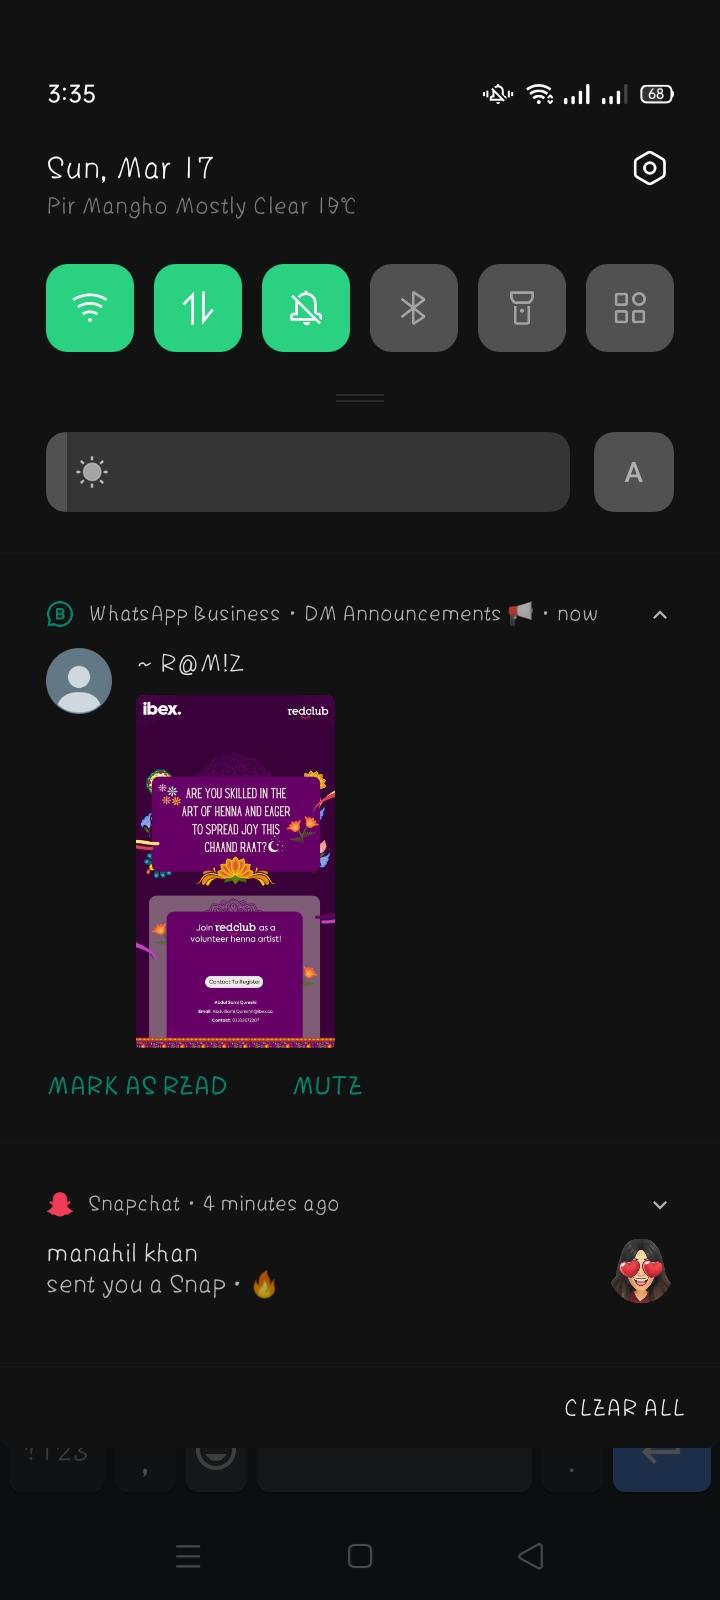 3:35
68
Sun, Mar 17
Pir Mangho Mostly Clear 19°C
A
WhatsApp Business • DM Announcements 📢 • now
~ R@M!Z
ibex.
redclub
ARE YOU SKILLED IN THE
ART OF HENNA AND EAGER
TO SPREAD JOY THIS
CHAAND RAAT?
Join redclub as a
volunteer henna artist!
Contact To Register
Abdul Sami Qureshi
MARK AS READ
MUTE
Snapchat • 4 minutes ago
manahil khan
sent you a Snap • 🔥
CLEAR ALL
?123
,
.